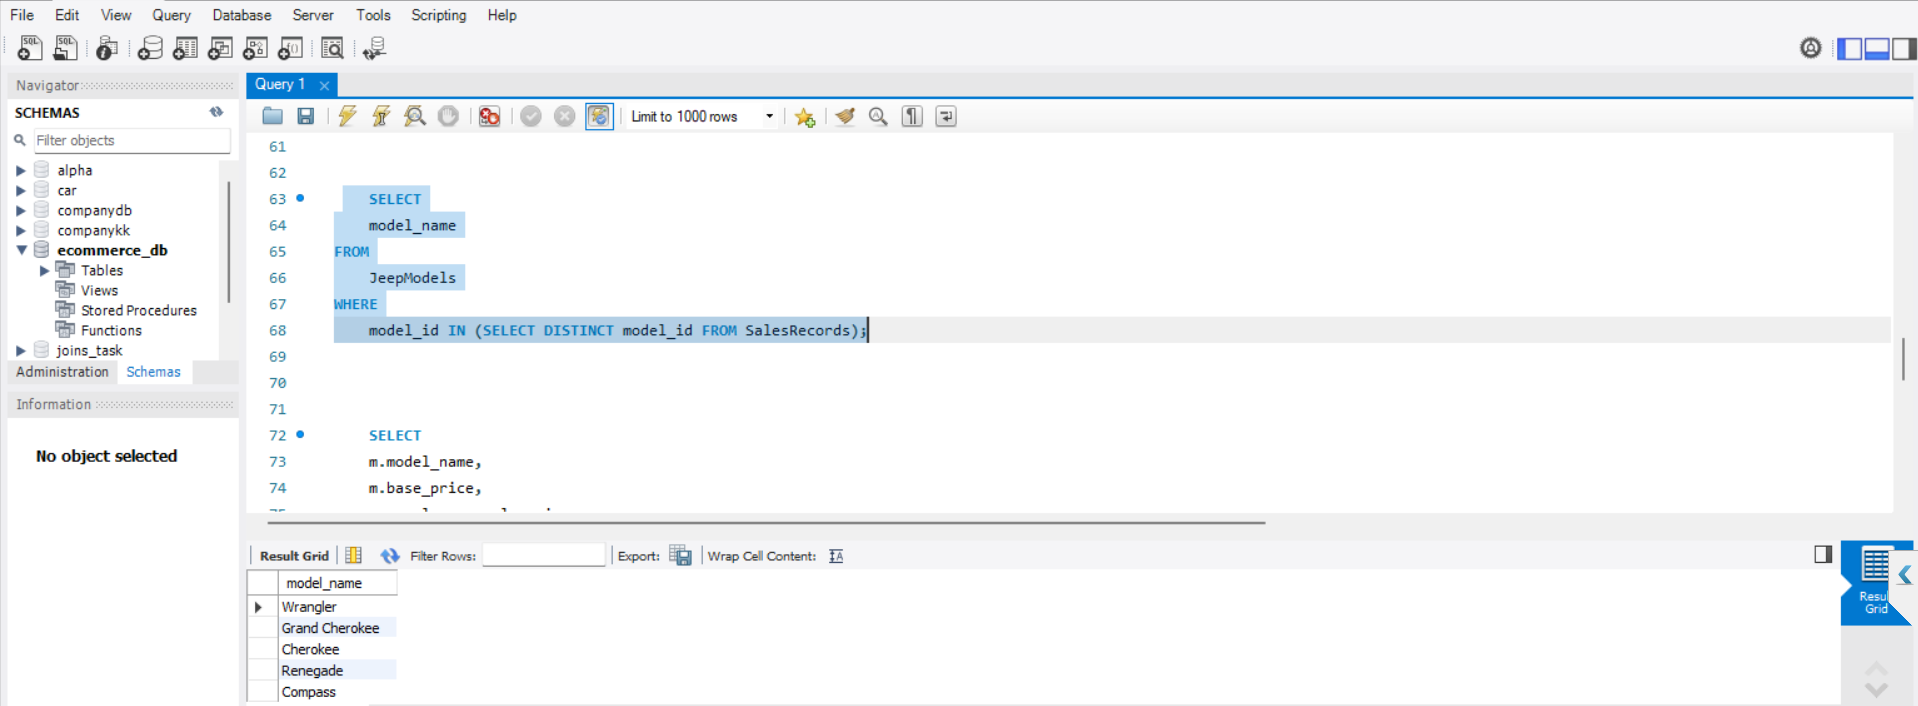 File Edit View Query Database Server Tools Scripting Help
Navigator
SCHEMAS
Filter objects
alpha
car
companydb
companykk
ecommerce_db
Tables
Views
Stored Procedures
Functions
joins_task
Administration Schemas
Information
No object selected
Query 1
Limit to 1000 rows
61
62
63 SELECT
64 model_name
65 FROM
66 JeepModels
67 WHERE
68 model_id IN (SELECT DISTINCT model_id FROM SalesRecords);
69
70
71
72 SELECT
73 m.model_name,
74 m.base_price,
Result Grid Filter Rows: Export: Wrap Cell Content:
model_name
Wrangler
Grand Cherokee
Cherokee
Renegade
Compass
Grid